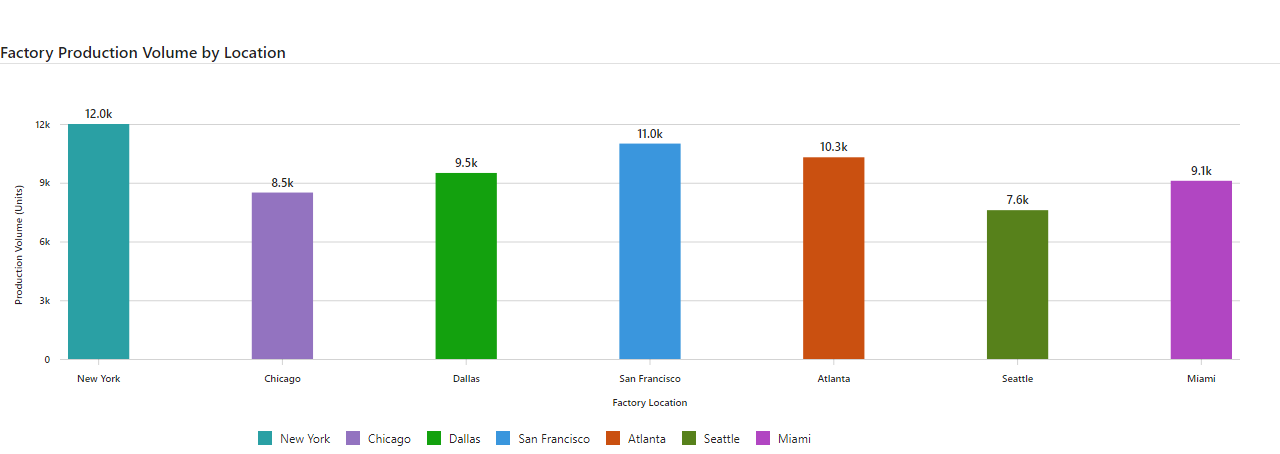 Factory Production Volume by Location
12.0k
8.5k
9.5k
11.0k
10.3k
7.6k
9.1k
12k
9k
6k
3k
0
Production Volume (Units)
New York Chicago Dallas San Francisco Atlanta Seattle Miami
Factory Location
New York Chicago Dallas San Francisco Atlanta Seattle Miami